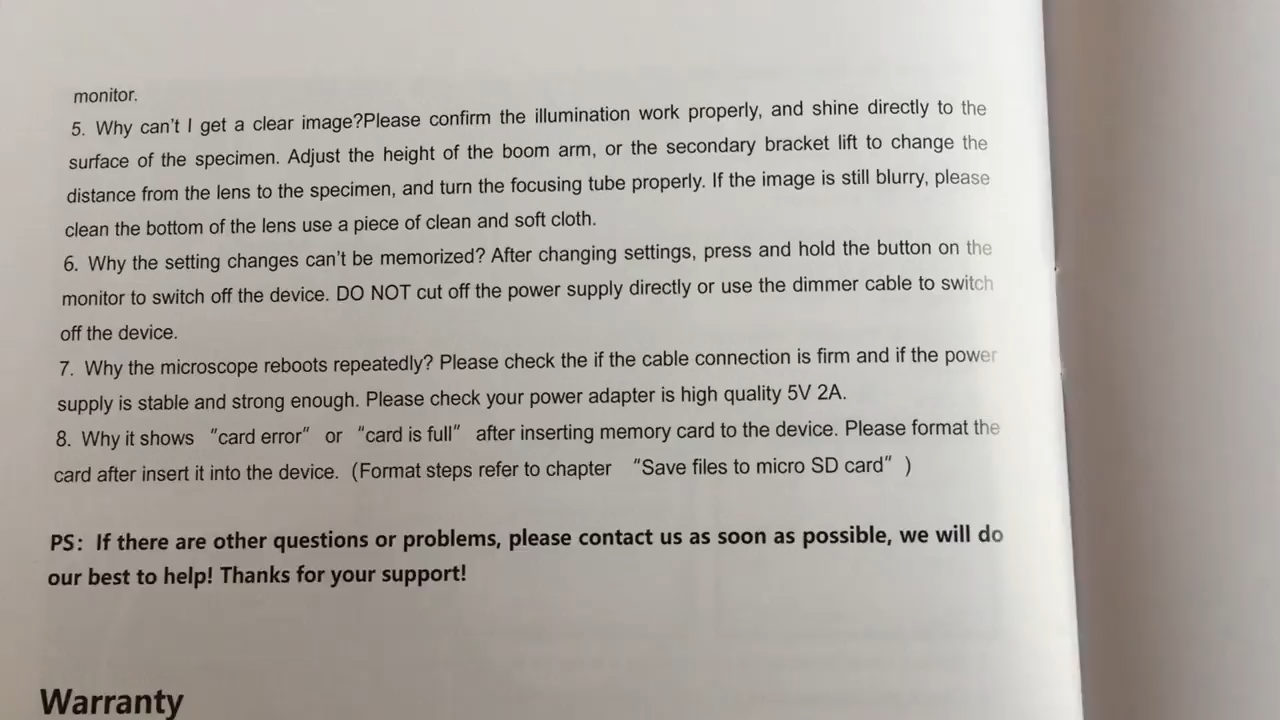 monitor.
5. Why can't I get a clear image?Please confirm the illumination work properly, and shine directly to the
surface of the specimen. Adjust the height of the boom arm, or the secondary bracket lift to change the
distance from the lens to the specimen, and turn the focusing tube properly. If the image is still blurry, please
clean the bottom of the lens use a piece of clean and soft cloth.
6. Why the setting changes can't be memorized? After changing settings, press and hold the button on the
monitor to switch off the device. DO NOT cut off the power supply directly or use the dimmer cable to switch
off the device.
7. Why the microscope reboots repeatedly? Please check the if the cable connection is firm and if the power
supply is stable and strong enough. Please check your power adapter is high quality 5V 2A.
8. Why it shows “card error” or “card is full” after inserting memory card to the device. Please format the
card after insert it into the device. (Format steps refer to chapter “Save files to micro SD card” )
PS: If there are other questions or problems, please contact us as soon as possible, we will do
our best to help! Thanks for your support!
Warranty